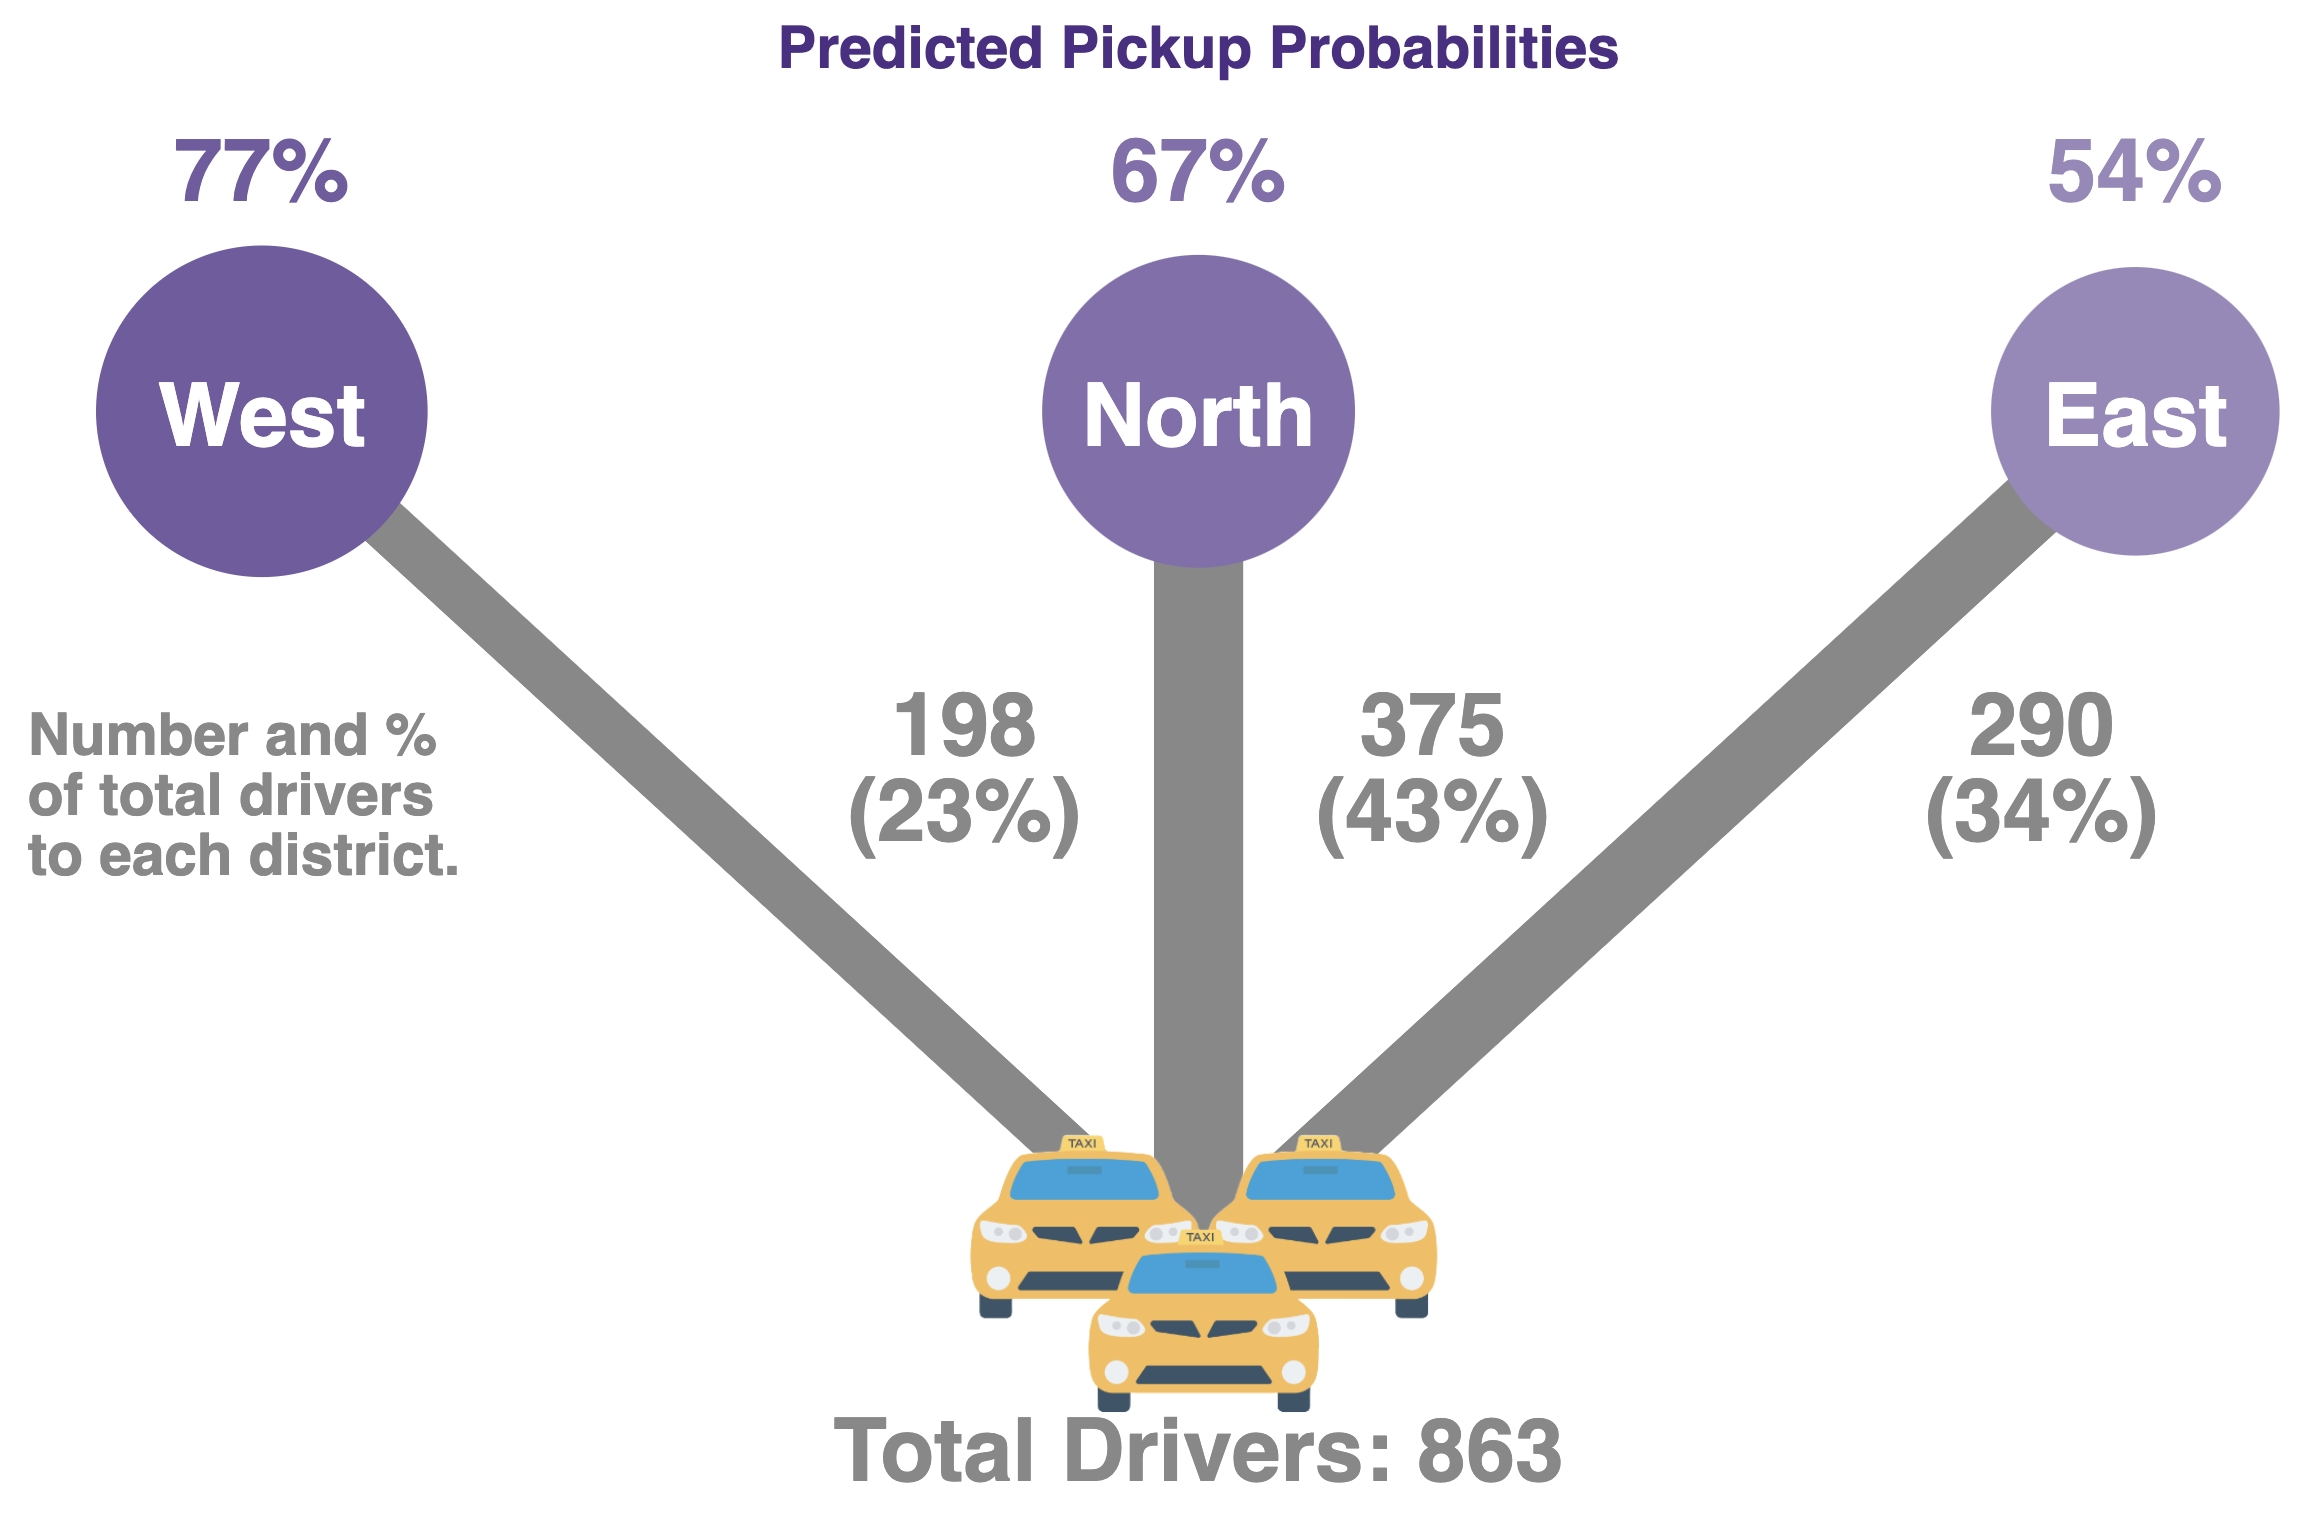 Predicted Pickup Probabilities
77%
67%
54%
West
North
East
Number and %
of total drivers
to each district.
198
(23%)
375
(43%)
290
(34%)
TAXI
TAXI
TAXI
Total Drivers: 863